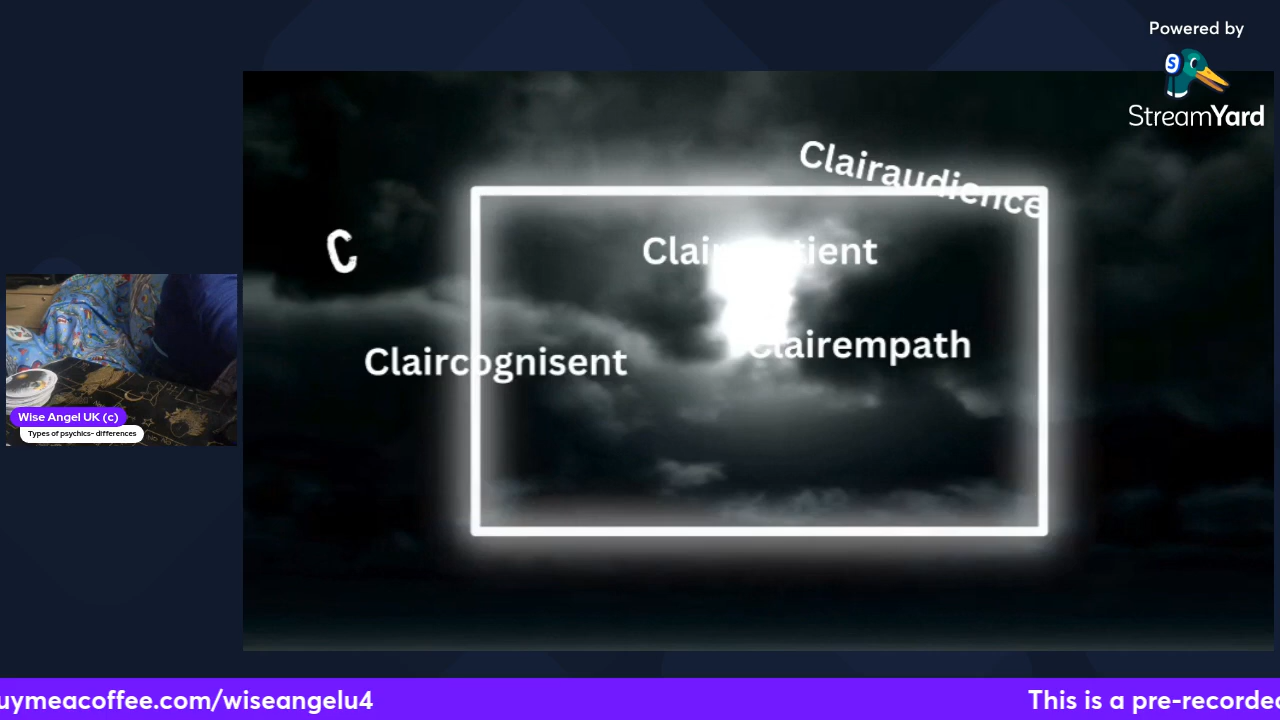 Powered by
StreamYard
Clairaudience
C
Claircognisent
Clairempath
Wise Angel UK (c)
Types of psychics- differences
uymeacoffee.com/wiseangelu4
This is a pre-recorded